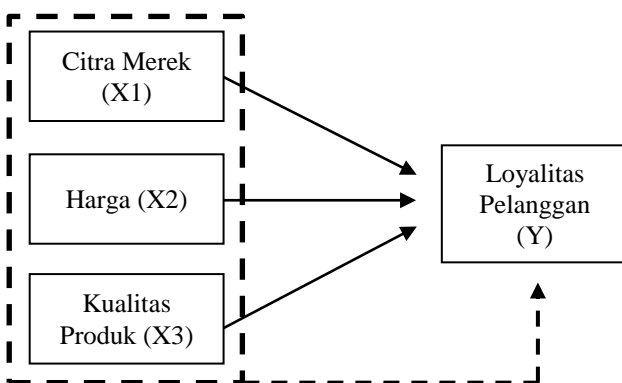 Citra Merek
(X1)
Harga (X2)
Kualitas
Produk (X3)
Loyalitas
Pelanggan
(Y)